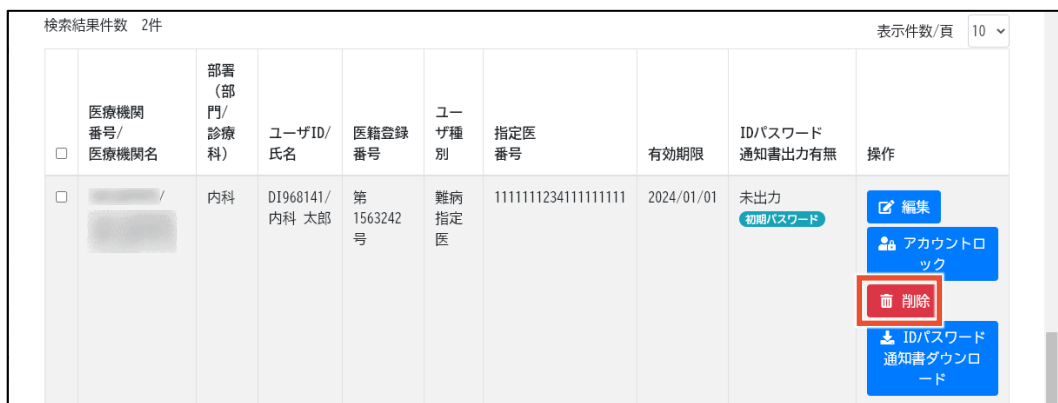 検索結果件数 2件
表示件数/頁 10
医療機関
番号/
医療機関名
部署
(部
門/
診療
科)
ユーザID/
氏名
医籍登録
番号
ユー
ザ種
別
指定医
番号
有効期限
IDパスワード
通知書出力有無
操作
/
内科
DI968141/
内科 太郎
第
1563242
号
難病
指定
医
1111111234111111111
2024/01/01
未出力
初期パスワード
編集
アカウントロ
ック
削除
IDパスワード
通知書ダウンロ
ード